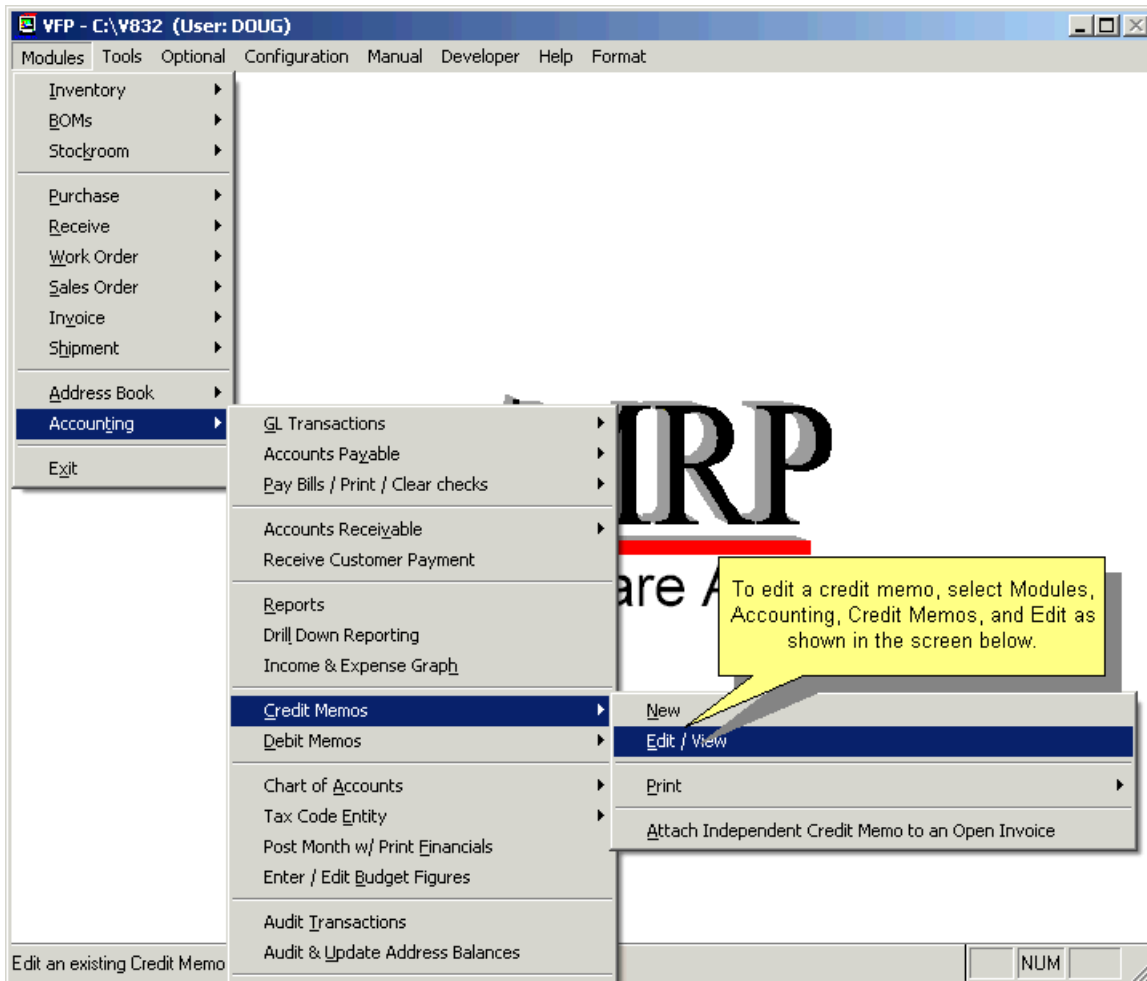 VFP - C:\V832 (User: DOUG)
Modules Tools Optional Configuration Manual Developer Help Format
Inventory
BOMs
Stockroom
Purchase
Receive
Work Order
Sales Order
Invoice
Shipment
Address Book
Accounting
Exit
GL Transactions
Accounts Payable
Pay Bills / Print / Clear checks
Accounts Receivable
Receive Customer Payment
Reports
Drill Down Reporting
Income & Expense Graph
Credit Memos
Debit Memos
Chart of Accounts
Tax Code Entity
Post Month w/ Print Financials
Enter / Edit Budget Figures
Audit Transactions
Audit & Update Address Balances
To edit a credit memo, select Modules,
Accounting, Credit Memos, and Edit as
shown in the screen below.
New
Edit / View
Print
Attach Independent Credit Memo to an Open Invoice
Edit an existing Credit Memo
NUM